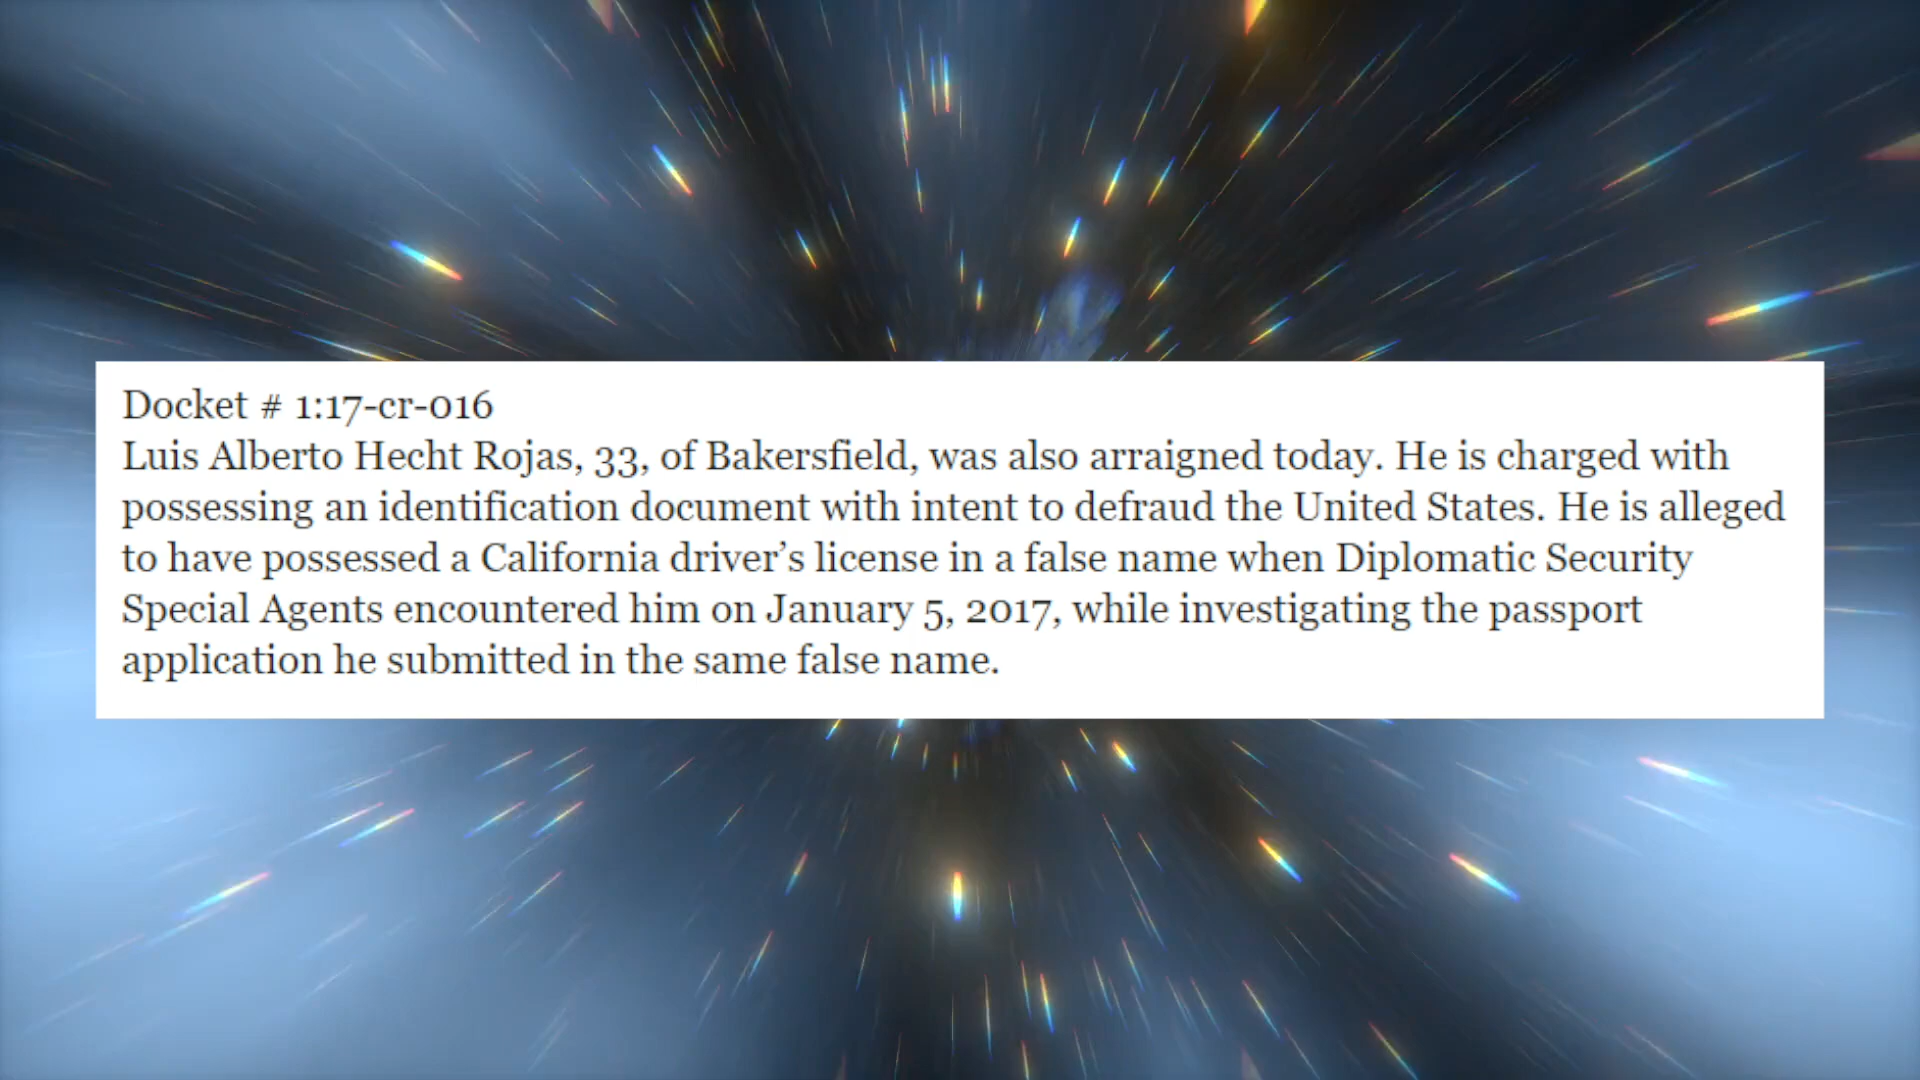 Docket # 1:17-cr-016
Luis Alberto Hecht Rojas, 33, of Bakersfield, was also arraigned today. He is charged with
possessing an identification document with intent to defraud the United States. He is alleged
to have possessed a California driver’s license in a false name when Diplomatic Security
Special Agents encountered him on January 5, 2017, while investigating the passport
application he submitted in the same false name.